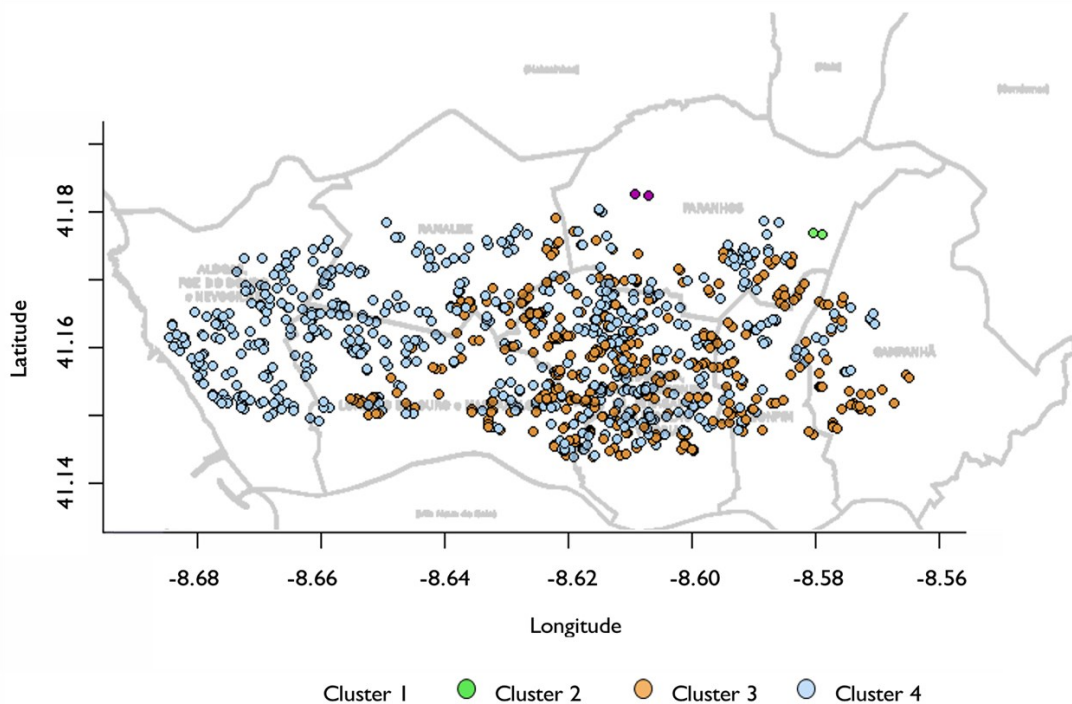 PARANHOS
RAMALDE
CAMPANHÃ
41.18
41.16
41.14
Latitude
-8.68
-8.66
-8.64
-8.62
-8.60
-8.58
-8.56
Longitude
Cluster 1
Cluster 2
Cluster 3
Cluster 4